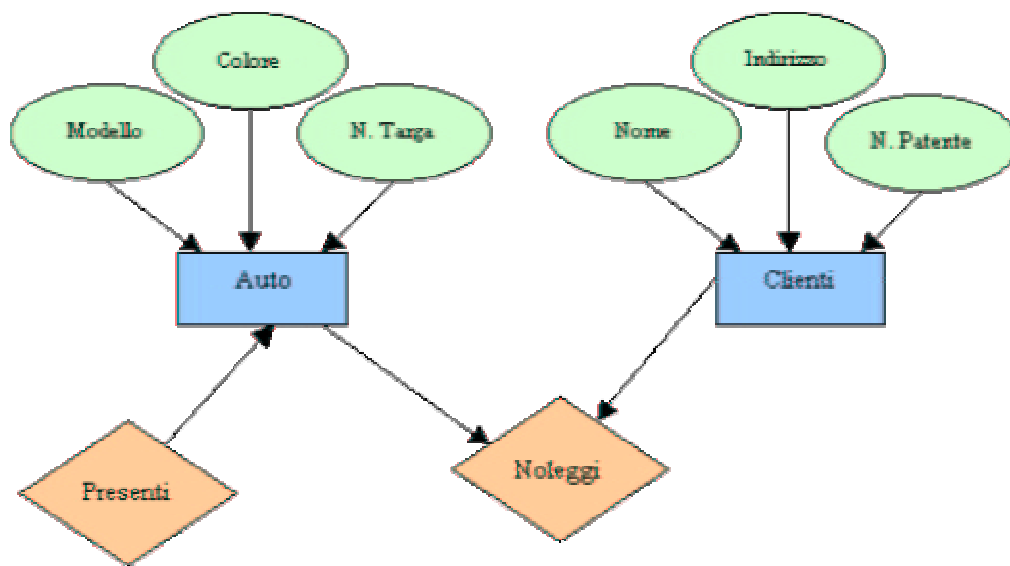 Colore
Indirizzo
Modello
N. Targa
Nome
N. Patente
Auto
Clienti
Noleggi
Presenti